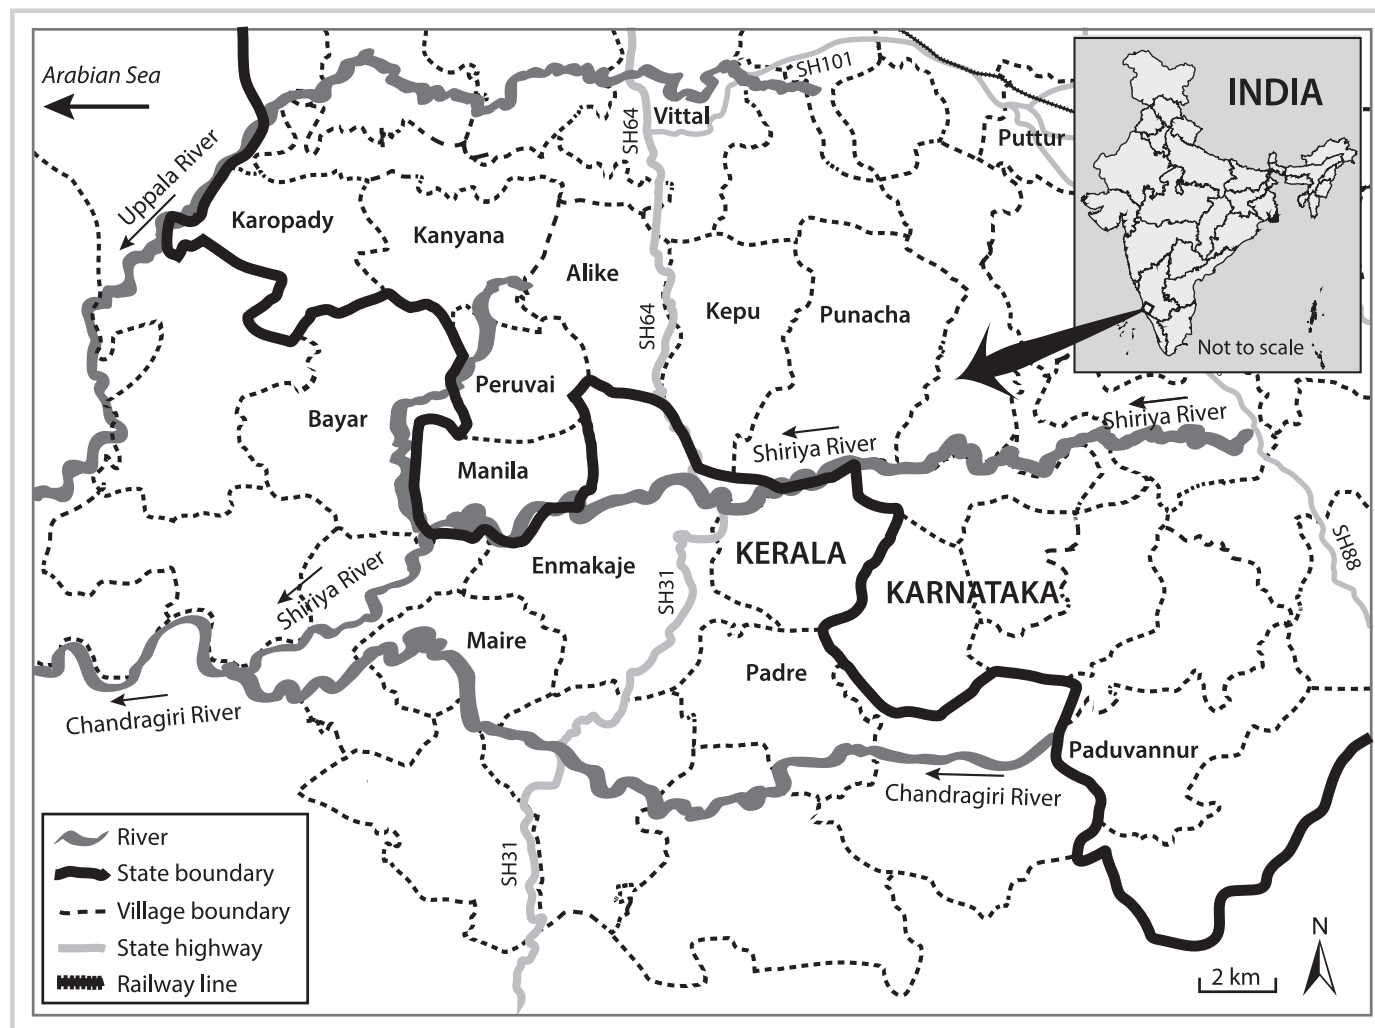 Arabian Sea
SH101
INDIA
Vittal
SH64
Puttur
Uppala River
Karopady
Kanyana
Alike
SH64
Kepu
Punacha
Not to scale
Peruvai
Bayar
Shiriya River
Shiriya River
Manila
KERALA
Enmakaje
SH31
KARNATAKA
SH88
Shiriya River
Maire
Padre
Chandragiri River
Paduvannur
Chandragiri River
SH31
River
State boundary
Village boundary
State highway
Railway line
N
2 km